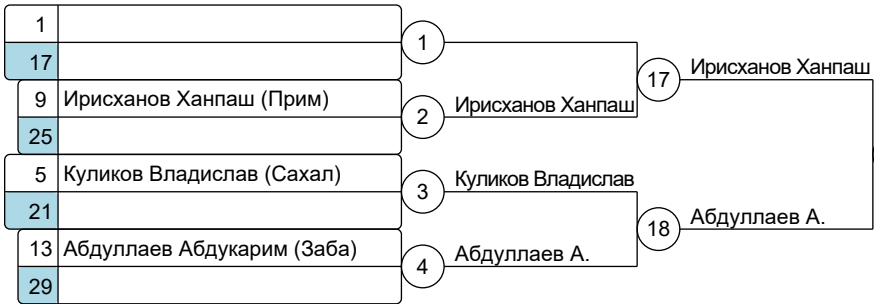 1
17
9 Ирисханов Ханпаш (Прим)
25
5 Куликов Владислав (Сахал)
21
13 Абдуллаев Абдукарим (Заба)
29
1
2
3
4
Ирисханов Ханпаш
Куликов Владислав
Абдуллаев А.
17
18
Ирисханов Ханпаш
Абдуллаев А.